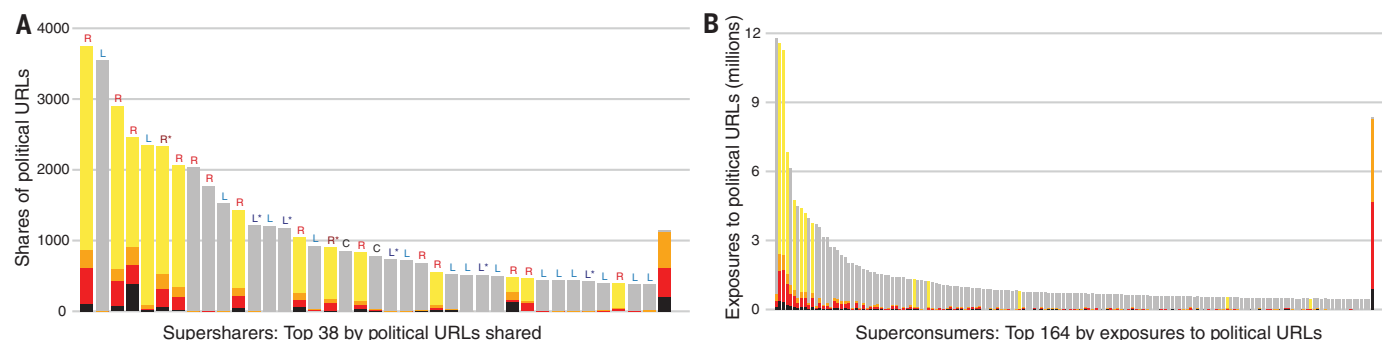 A
4000
3000
2000
1000
0
Shares of political URLs
R L R R L R* R R R L R L* L L* R L R* C R C L* L R R L L L* L R R L L L L* L R L L
Supersharers: Top 38 by political URLs shared
B
12
9
6
3
0
Exposures to political URLs (millions)
Superconsumers: Top 164 by exposures to political URLs